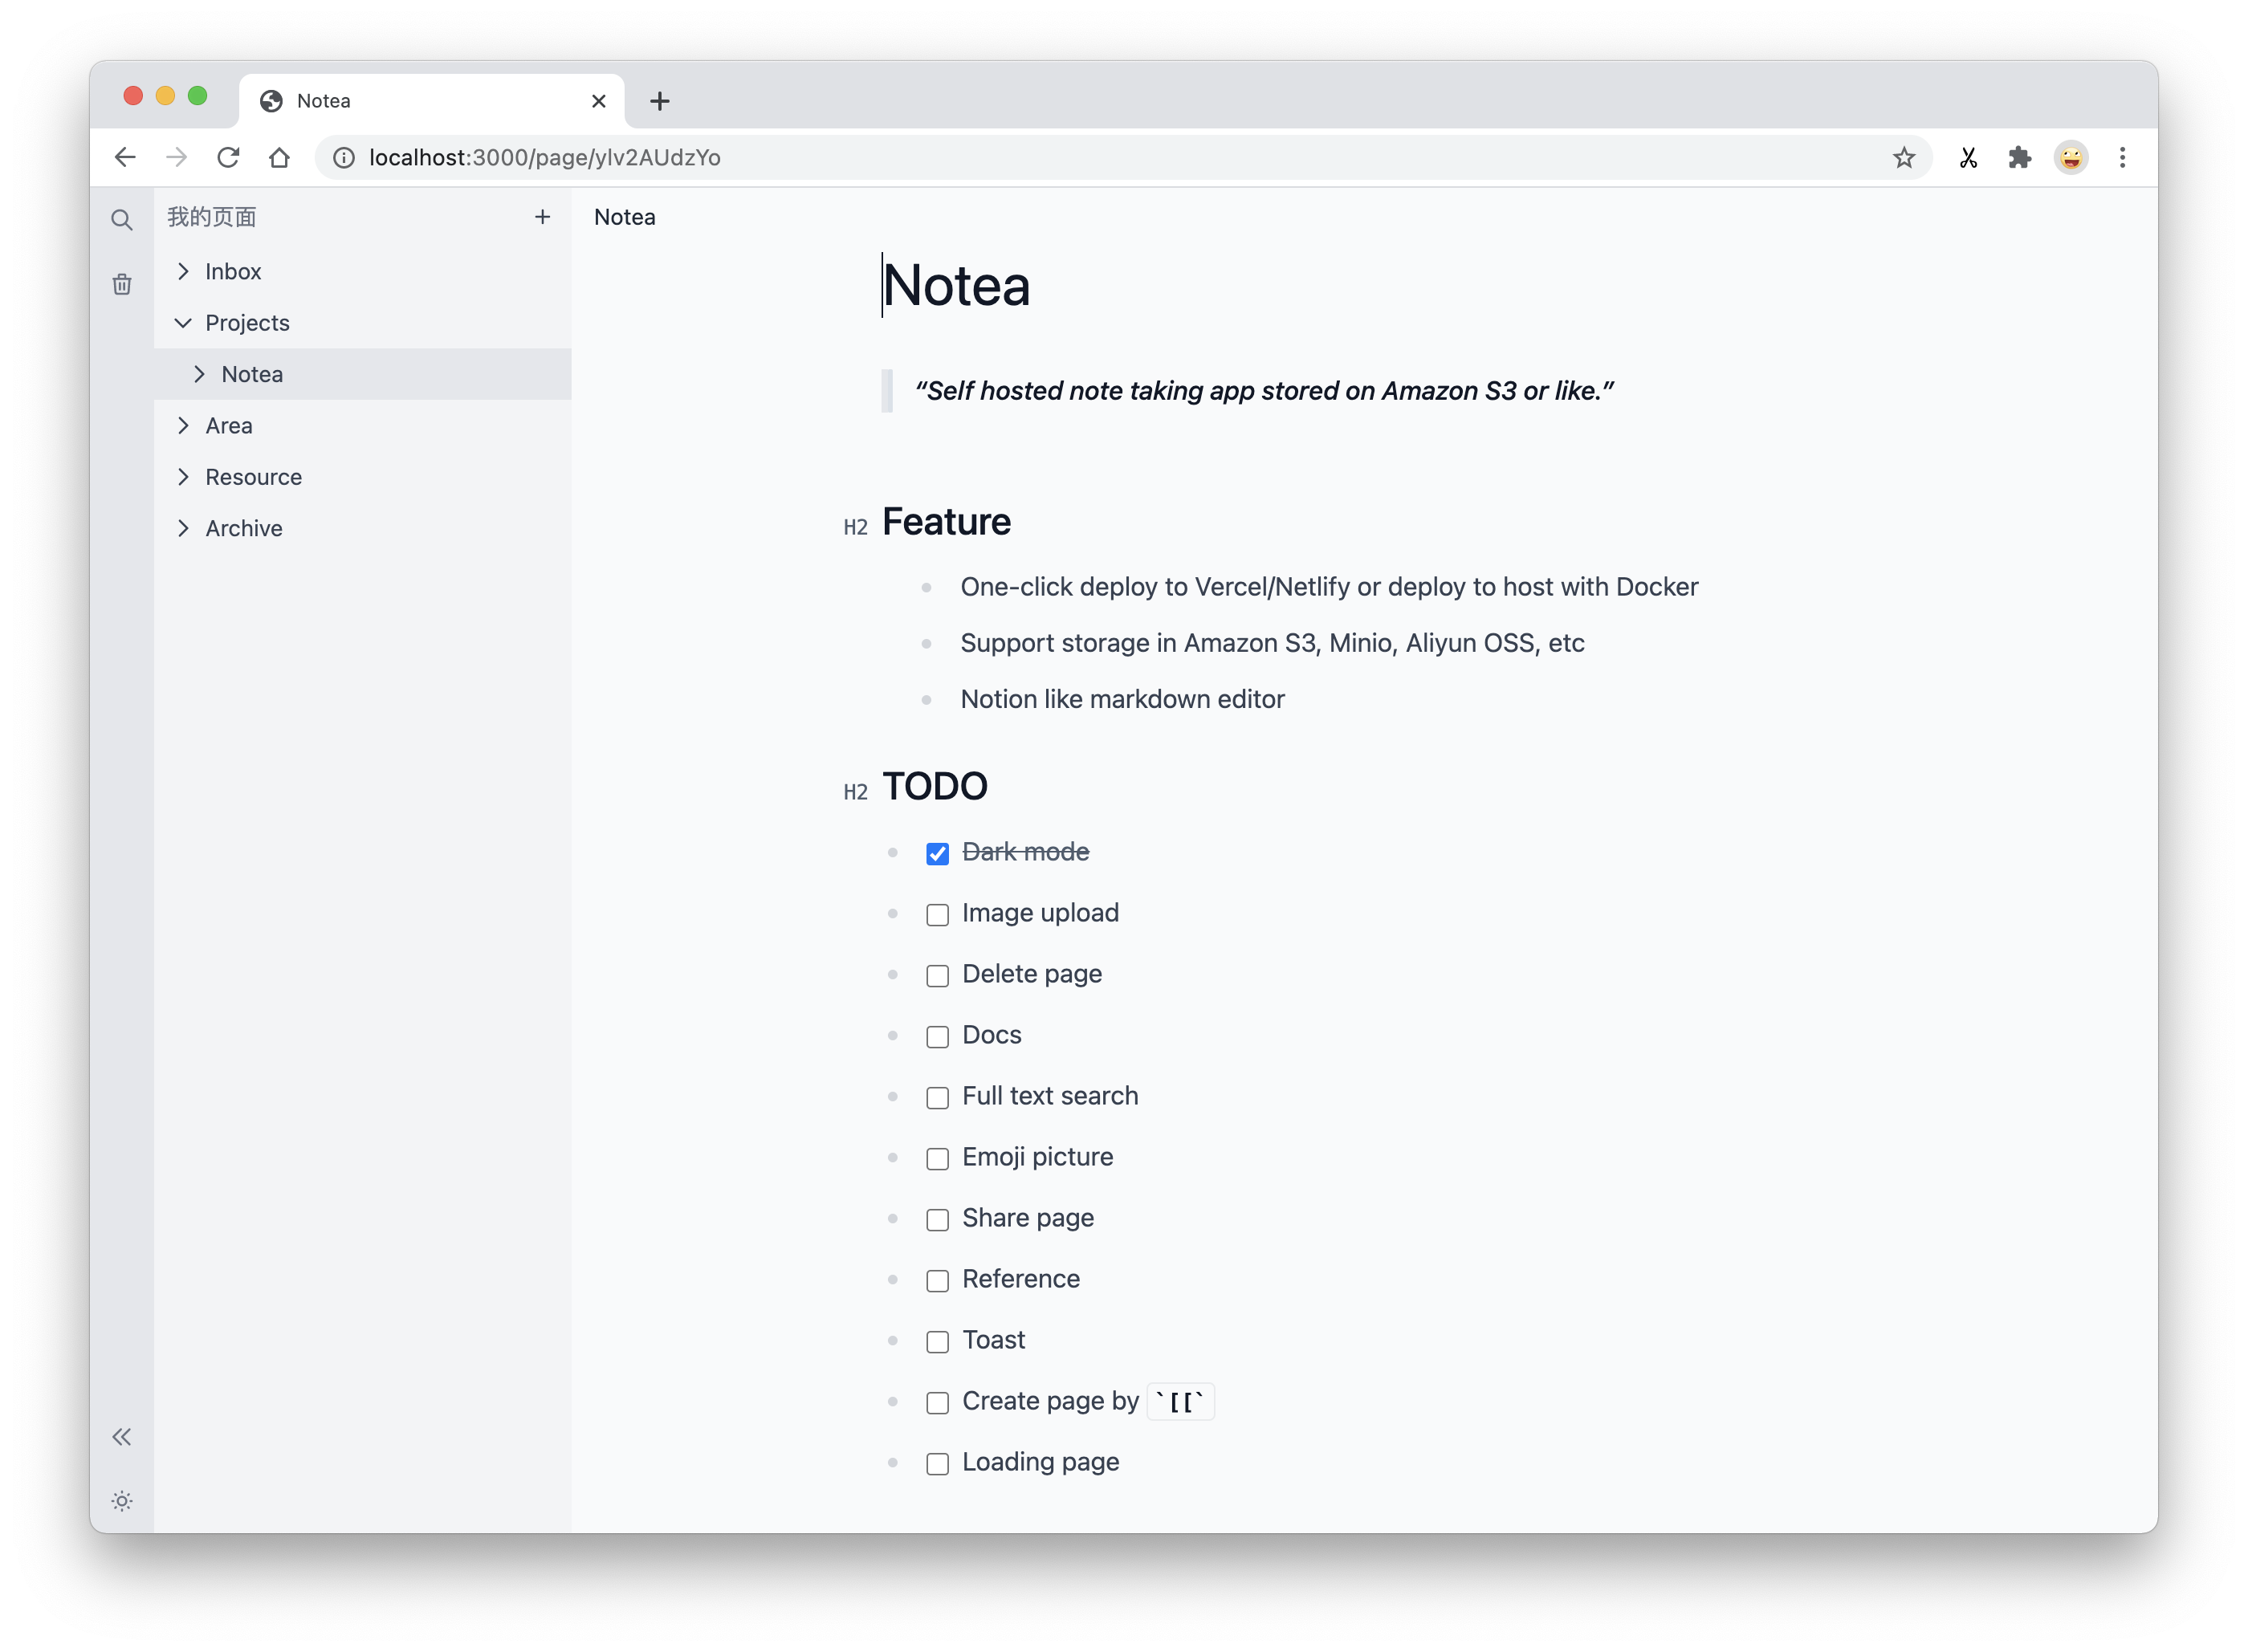 Notea
localhost:3000/page/ylv2AUdzYo
我的页面
Inbox
Projects
Notea
Area
Resource
Archive
Notea
Notea
“Self hosted note taking app stored on Amazon S3 or like.”
H2 Feature
One-click deploy to Vercel/Netlify or deploy to host with Docker
Support storage in Amazon S3, Minio, Aliyun OSS, etc
Notion like markdown editor
H2 TODO
Dark mode
Image upload
Delete page
Docs
Full text search
Emoji picture
Share page
Reference
Toast
Create page by `[[`
Loading page